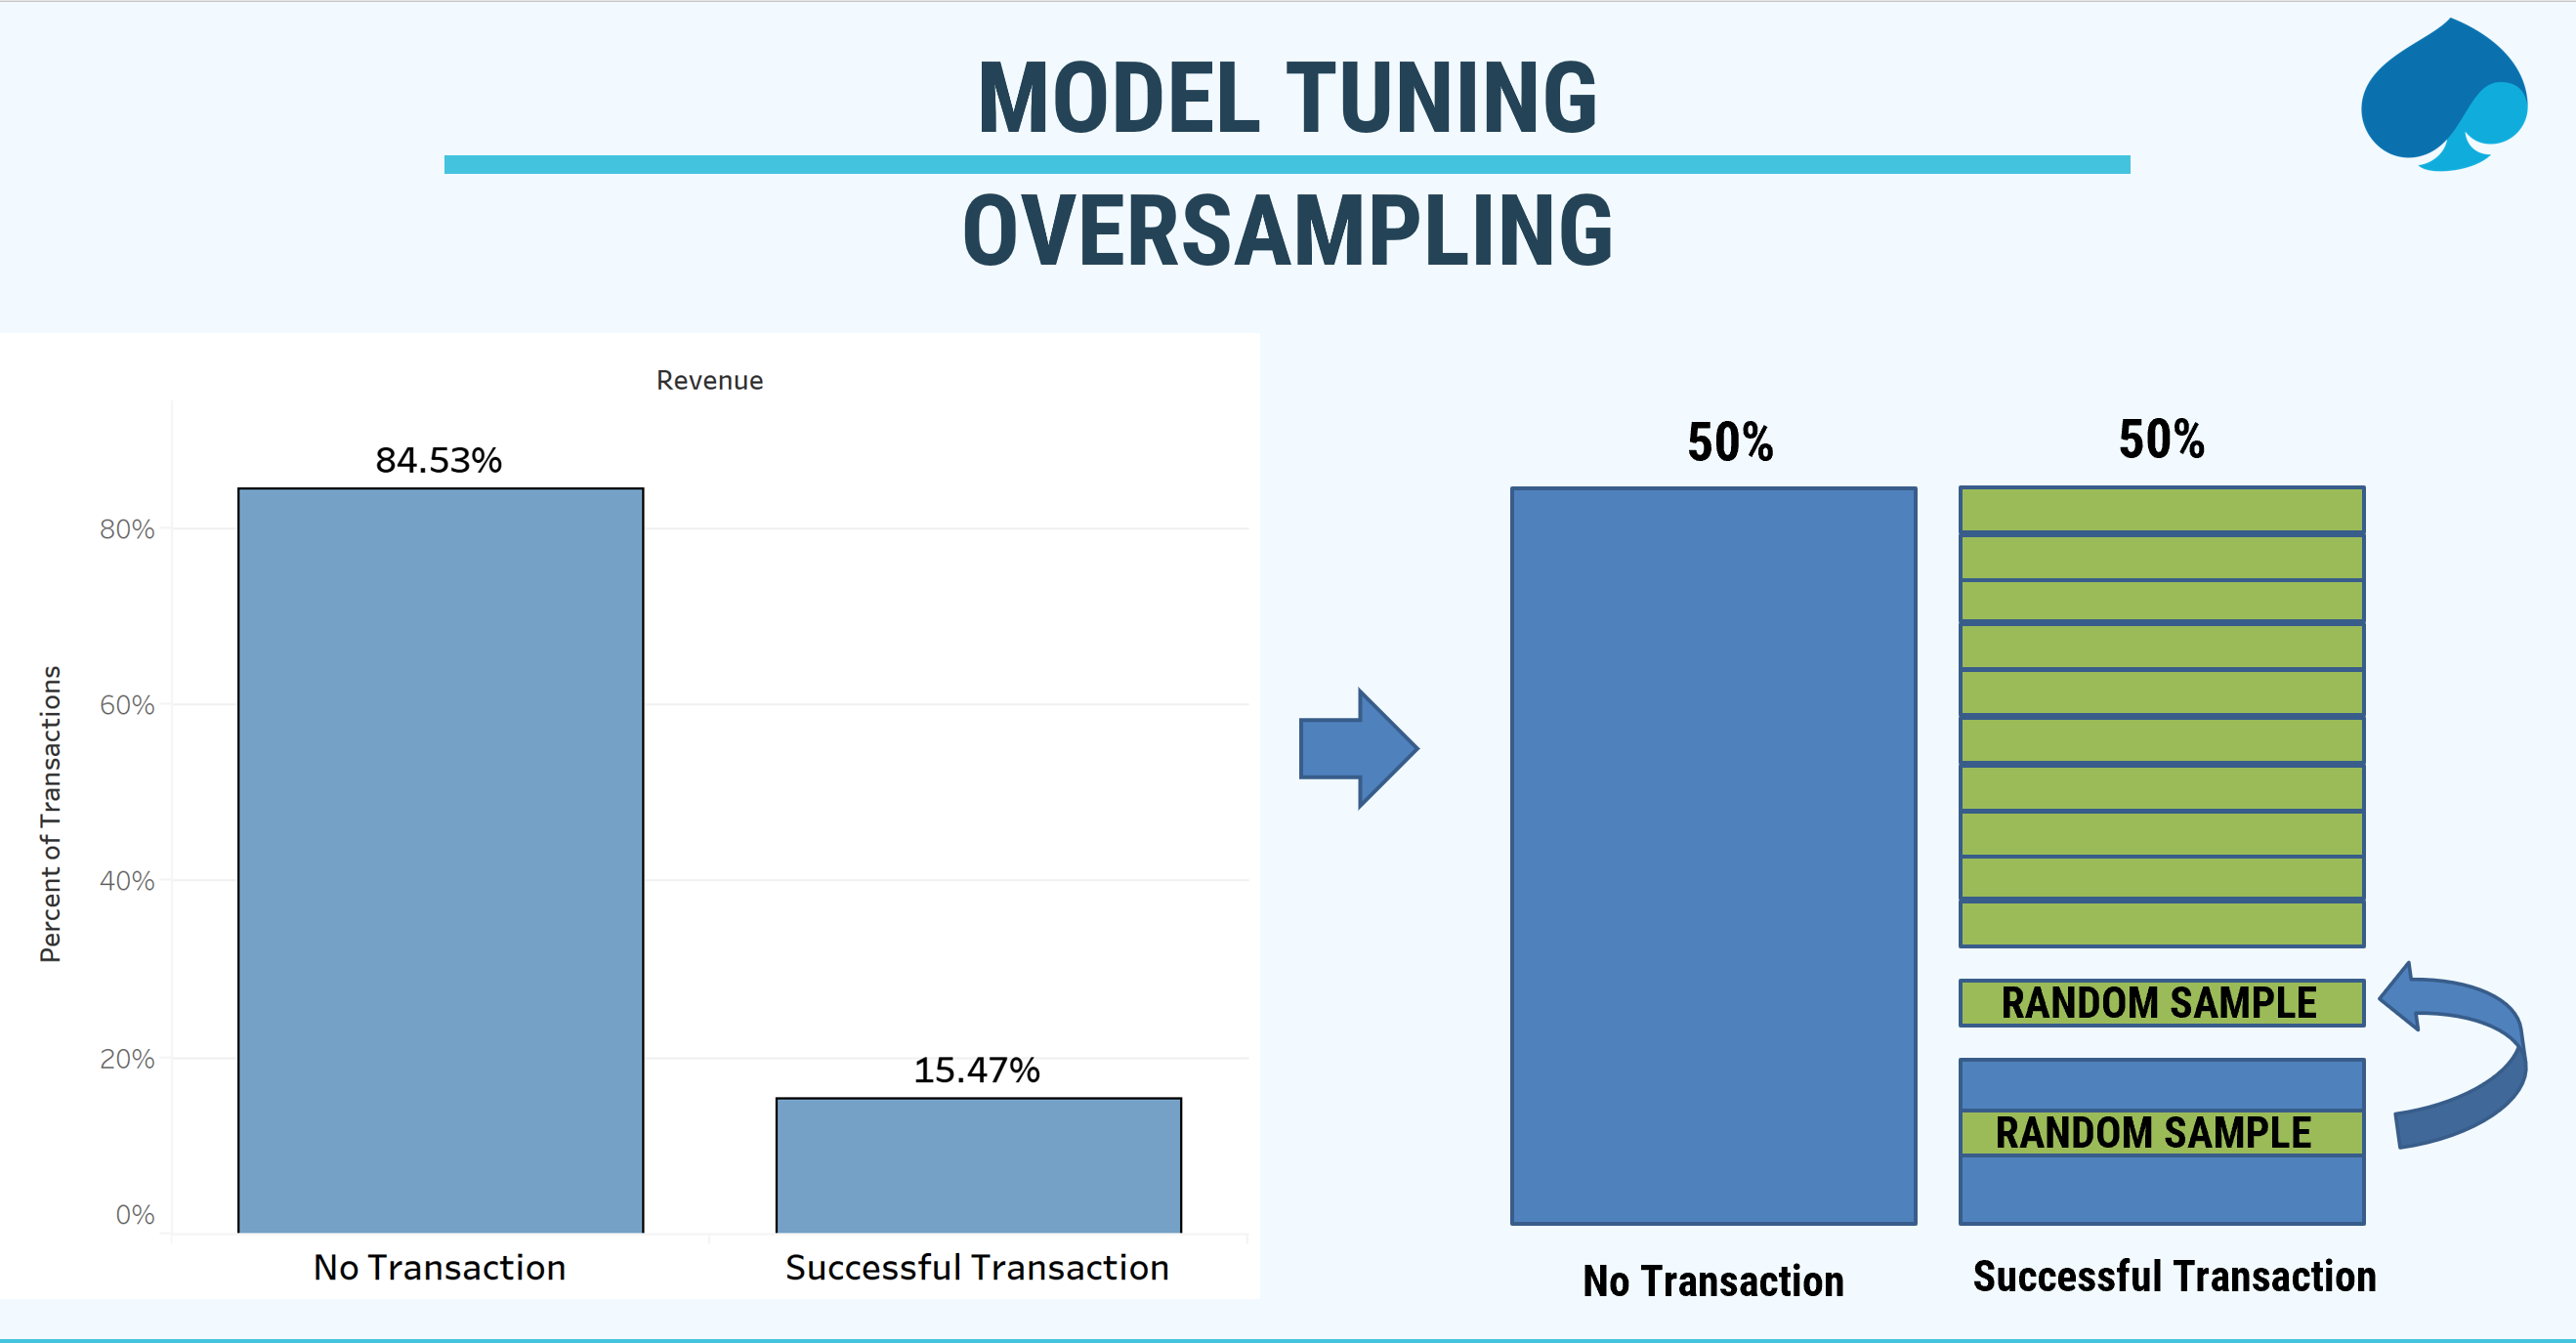 MODEL TUNING
OVERSAMPLING
Revenue
84.53%
80%
60%
40%
20%
0%
15.47%
Percent of Transactions
No Transaction
Successful Transaction
50%
50%
RANDOM SAMPLE
RANDOM SAMPLE
No Transaction
Successful Transaction